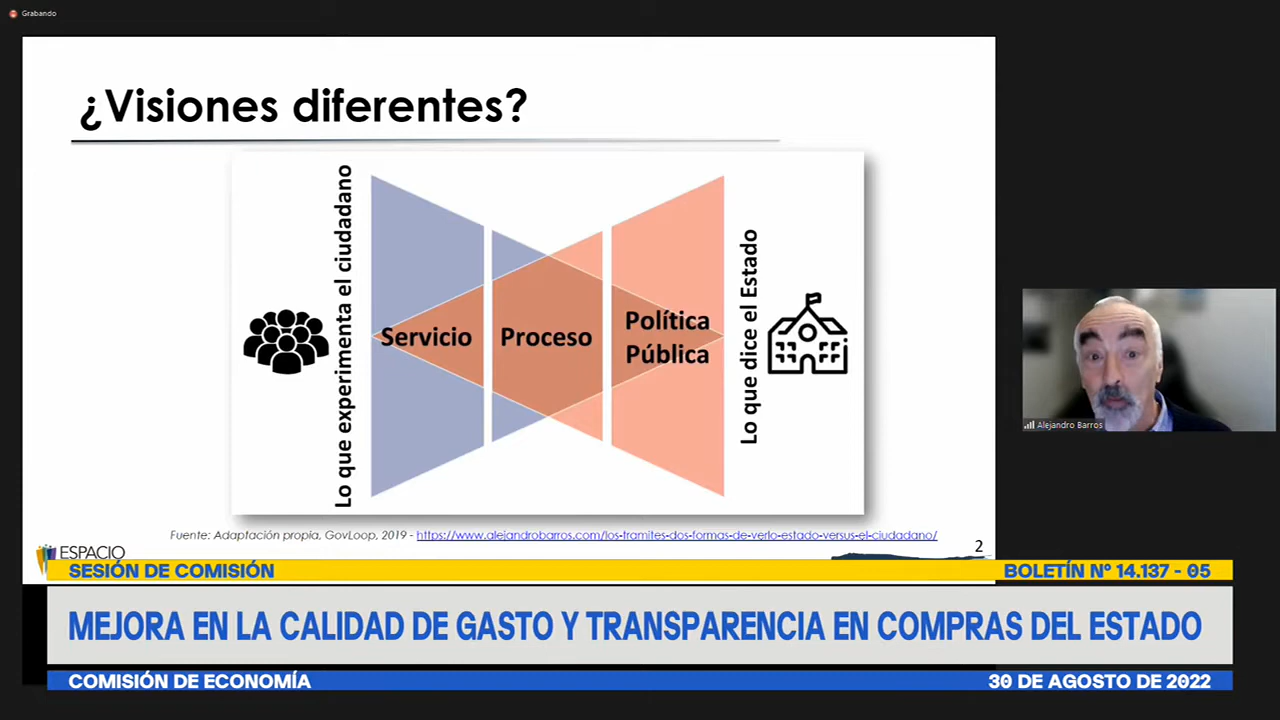 Grabando
¿Visiones diferentes?
Lo que experimenta el ciudadano
Servicio
Proceso
Política
Pública
Lo que dice el Estado
Alejandro Barros
Fuente: Adaptación propia, GovLoop, 2019 - https://www.alejandrobarros.com/los-tramites-dos-formas-de-verlo-estado-versus-el-ciudadano/
2
ESPACIO
SESIÓN DE COMISIÓN
BOLETÍN N° 14.137 - 05
MEJORA EN LA CALIDAD DE GASTO Y TRANSPARENCIA EN COMPRAS DEL ESTADO
COMISIÓN DE ECONOMÍA
30 DE AGOSTO DE 2022